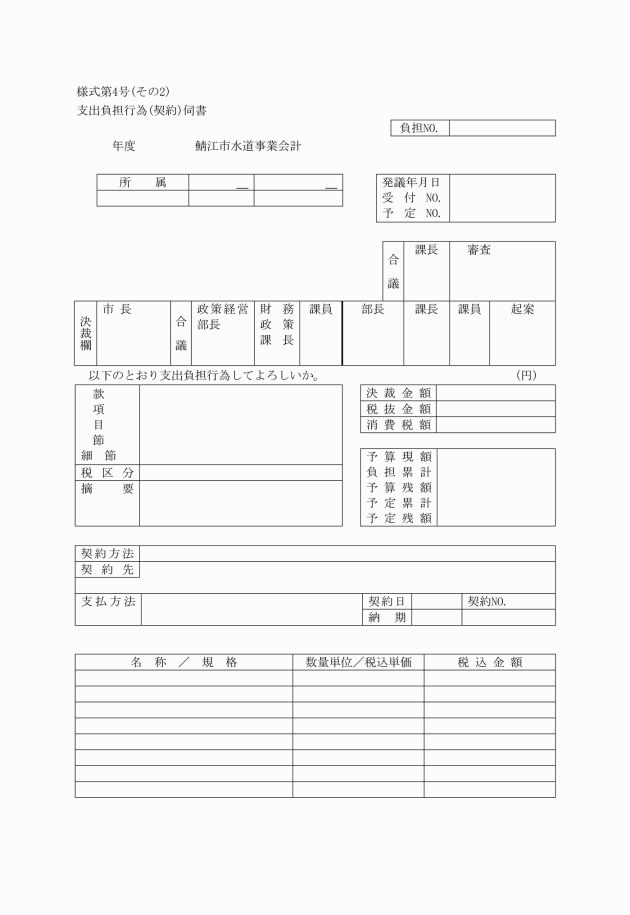 様式第4号(その2)
支出負担行為(契約)伺書
負担NO.
年度 鯖江市水道事業会計
所属
発議年月日
受付NO.
予定NO.
合議 課長 審査
決裁欄 市長 合議 政策経営部長 財務政策課長 課員 部長 課長 課員 起案
以下のとおり支出負担行為してよろしいか。 (円)
款
項
目
節
細節
税区分
摘要
決裁金額
税抜金額
消費税額
予算現額
負担累計
予算残額
予定累計
予定残額
契約方法
契約先
支払方法 契約日 契約NO.
納期
名称/規格 数量単位/税込単価 税込金額